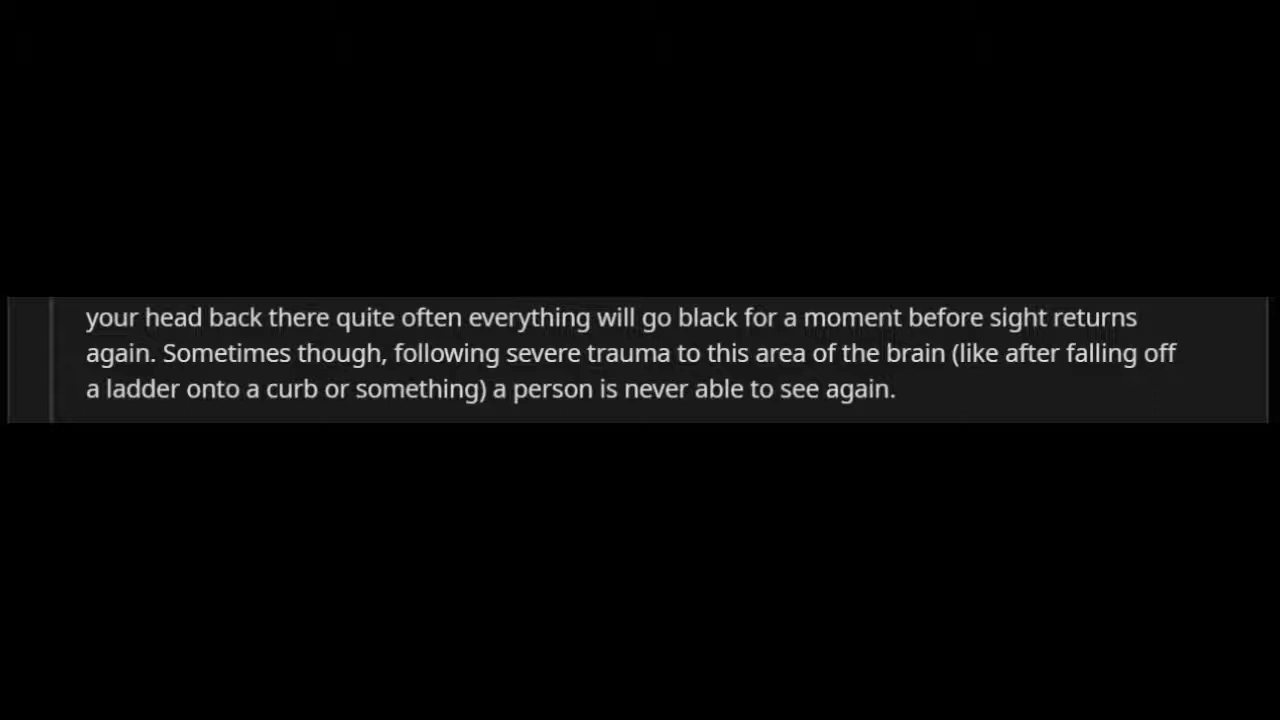 your head back there quite often everything will go black for a moment before sight returns
again. Sometimes though, following severe trauma to this area of the brain (like after falling off
a ladder onto a curb or something) a person is never able to see again.